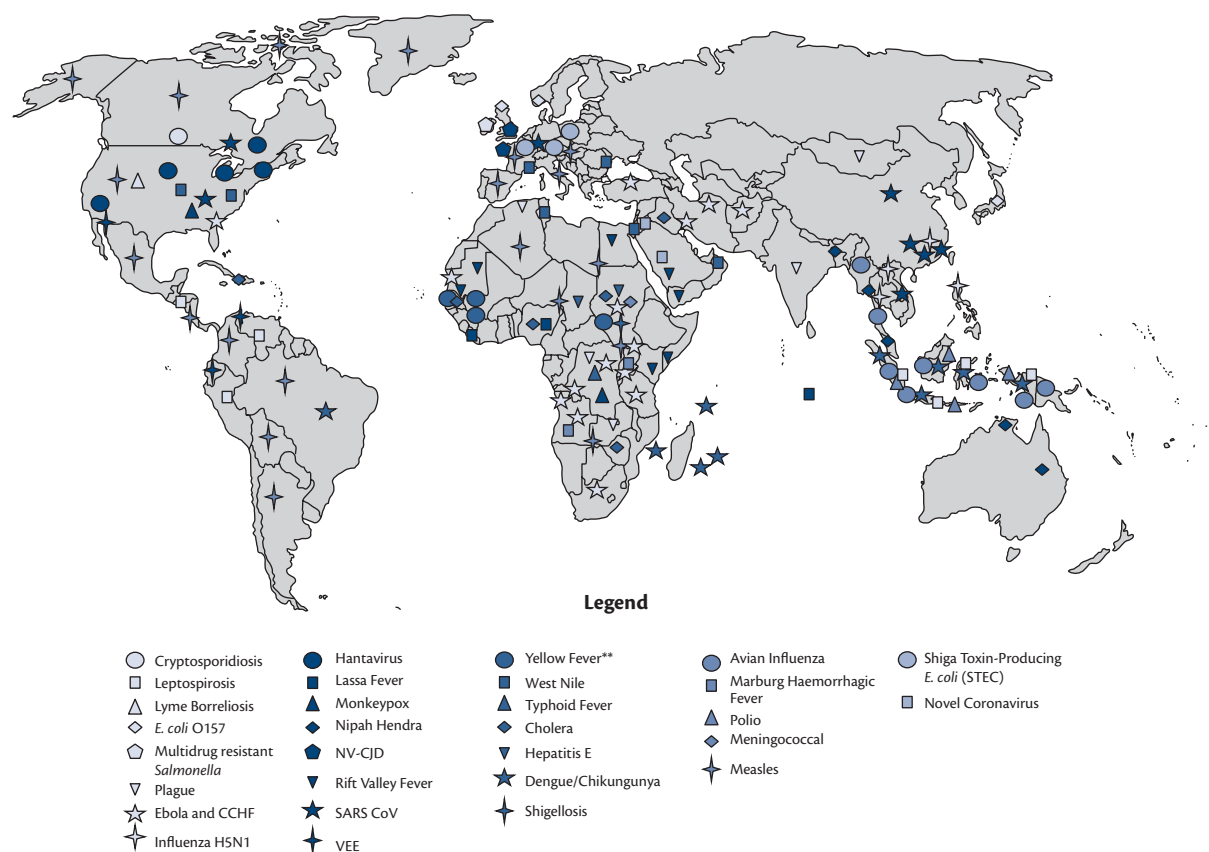 Legend
Cryptosporidiosis
Leptospirosis
Lyme Borreliosis
E. coli O157
Multidrug resistant
Salmonella
Plague
Ebola and CCHF
Influenza H5N1
Hantavirus
Lassa Fever
Monkeypox
Nipah Hendra
NV-CJD
Rift Valley Fever
SARS CoV
VEE
Yellow Fever**
West Nile
Typhoid Fever
Cholera
Hepatitis E
Dengue/Chikungunya
Shigellosis
Avian Influenza
Marburg Haemorrhagic
Fever
Polio
Meningococcal
Measles
Shiga Toxin-Producing
E. coli (STEC)
Novel Coronavirus